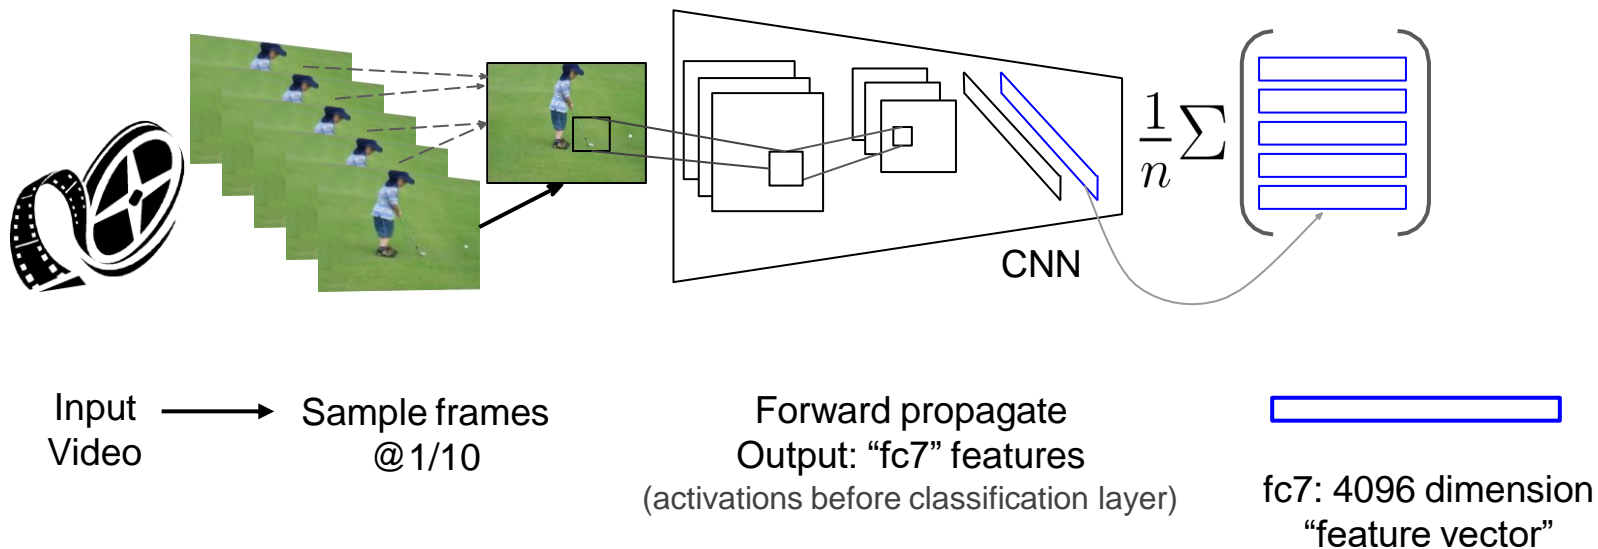 CNN
1/n ∑
Input
Video
Sample frames
@1/10
Forward propagate
Output: “fc7” features
(activations before classification layer)
fc7: 4096 dimension
“feature vector”